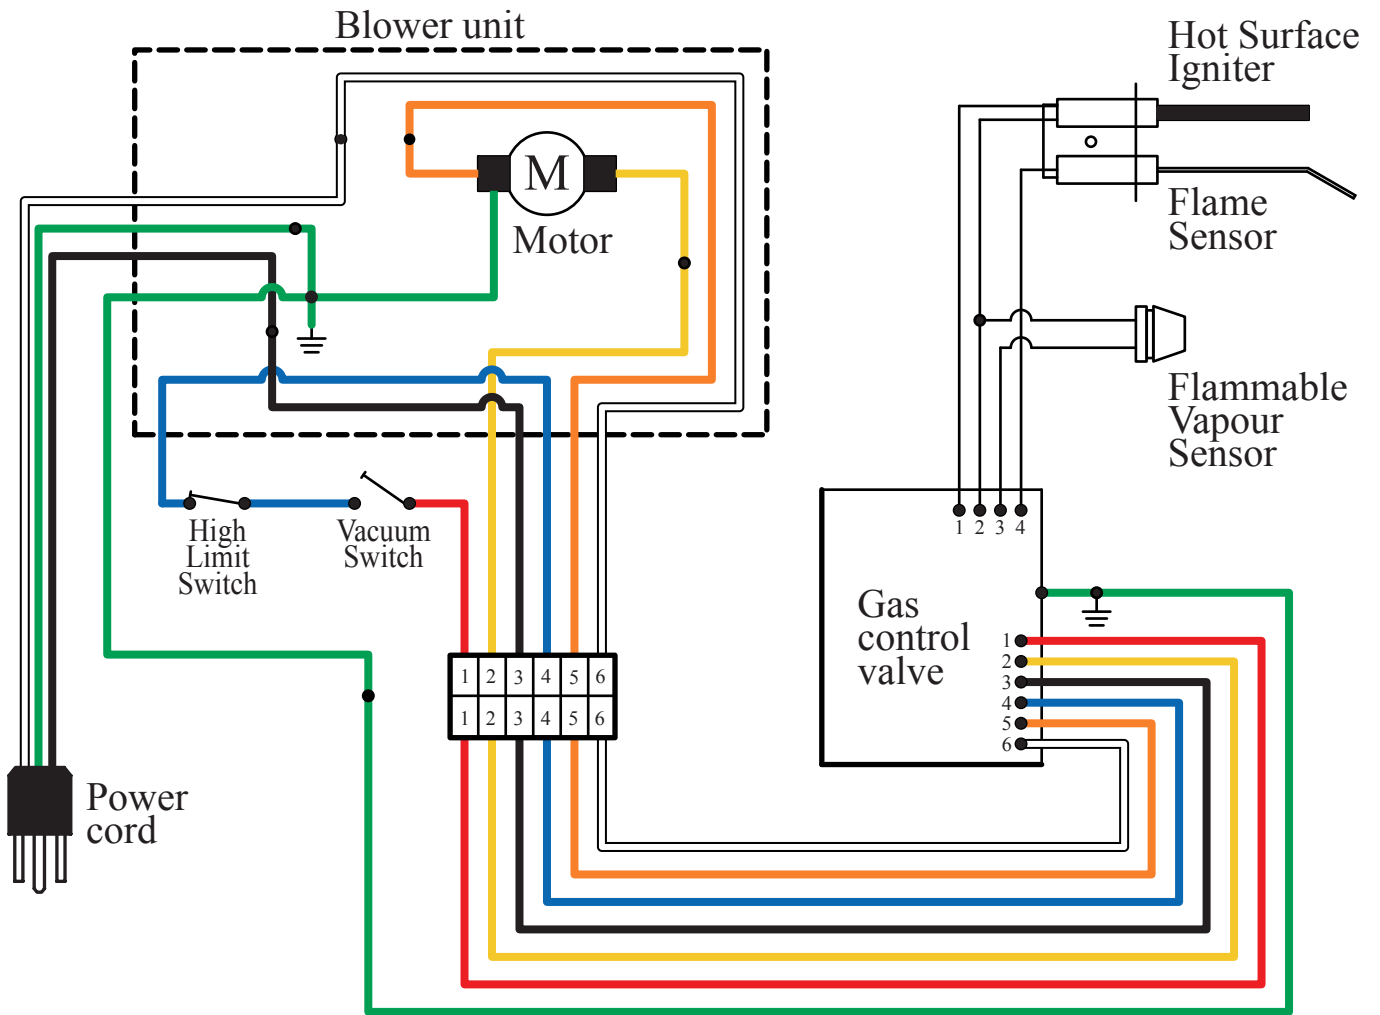 Blower unit
Hot Surface
Igniter
M
Motor
Flame
Sensor
Flammable
Vapour
Sensor
High
Limit
Switch
Vacuum
Switch
1 2 3 4
Gas
control
valve
1
2
3
4
5
6
1 2 3 4 5 6
1 2 3 4 5 6
Power
cord